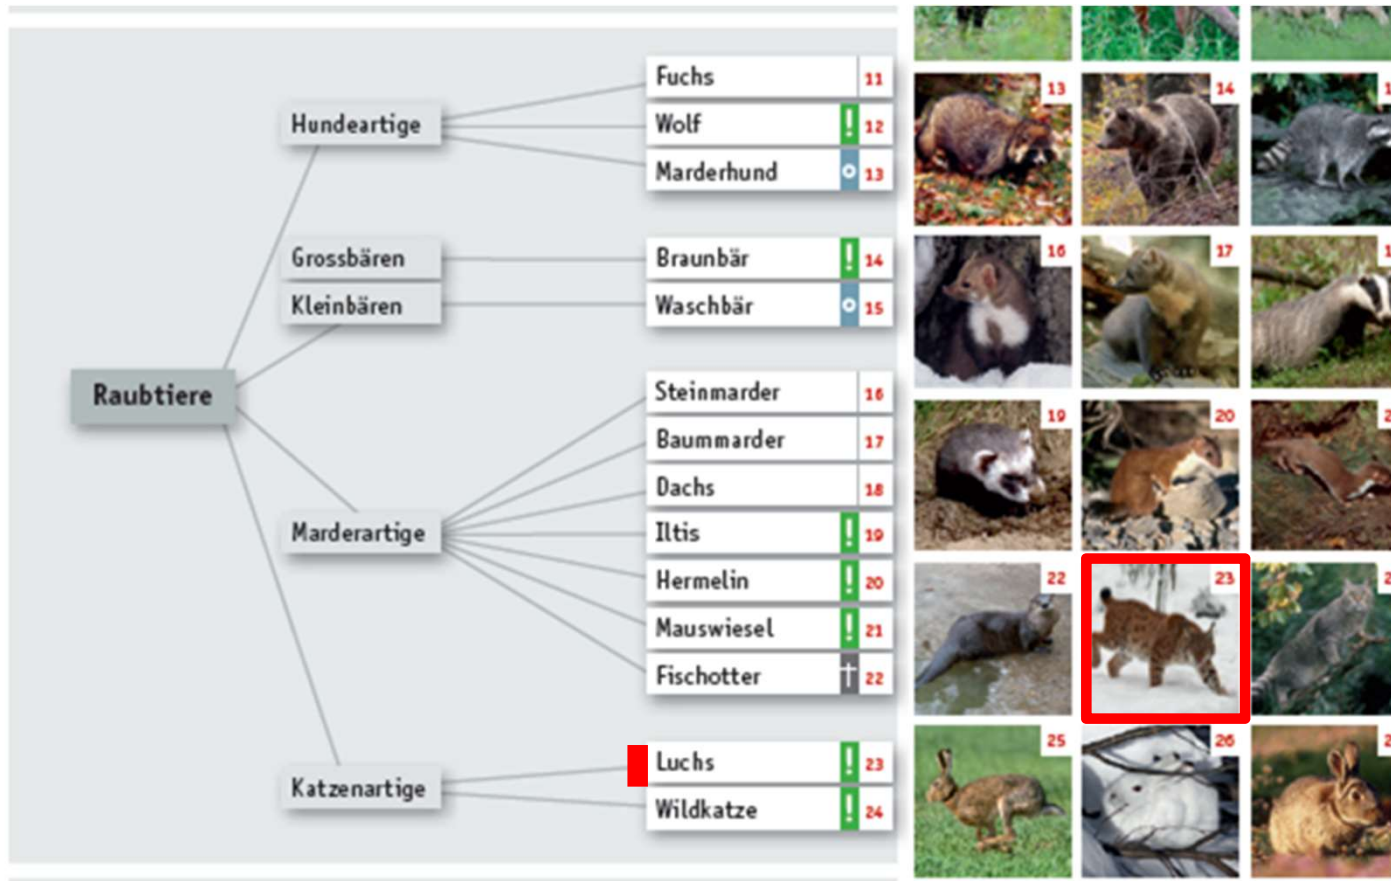 Raubtiere
Hundeartige
Fuchs 11
Wolf ! 12
Marderhund 13
Grossbären
Braunbär ! 14
Kleinbären
Waschbär 15
Marderartige
Steinmarder 16
Baummarder 17
Dachs 18
Iltis ! 19
Hermelin ! 20
Mauswiesel ! 21
Fischotter † 22
Katzenartige
Luchs ! 23
Wildkatze ! 24
13
14
16
17
19
20
22
23
25
26